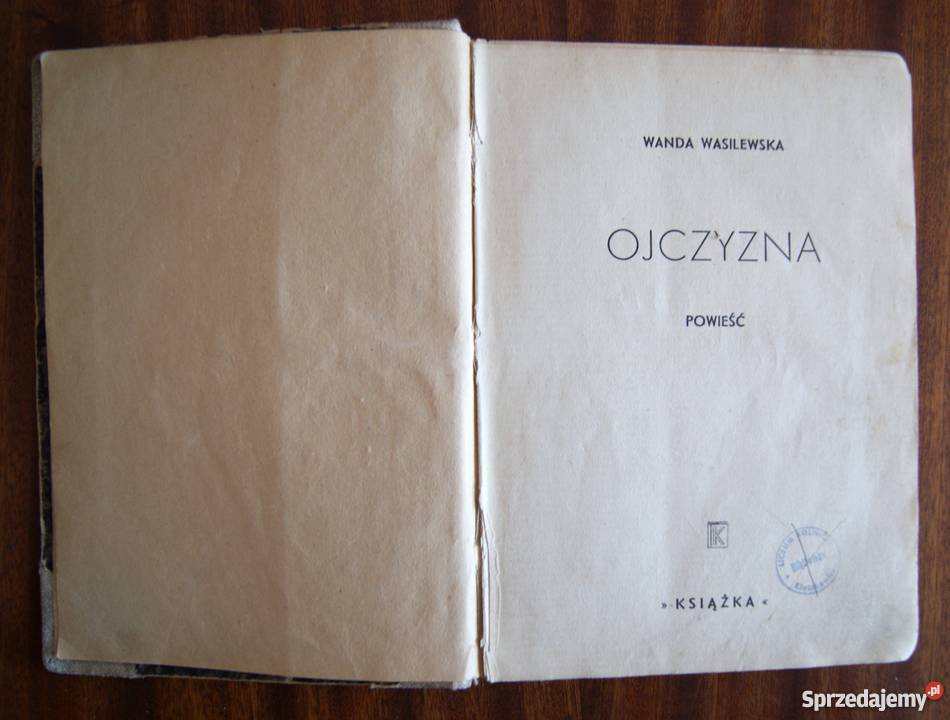 WANDA WASILEWSKA
OJCZYZNA
POWIEŚĆ
K
» KSIĄŻKA «
Sprzedajemy.pl